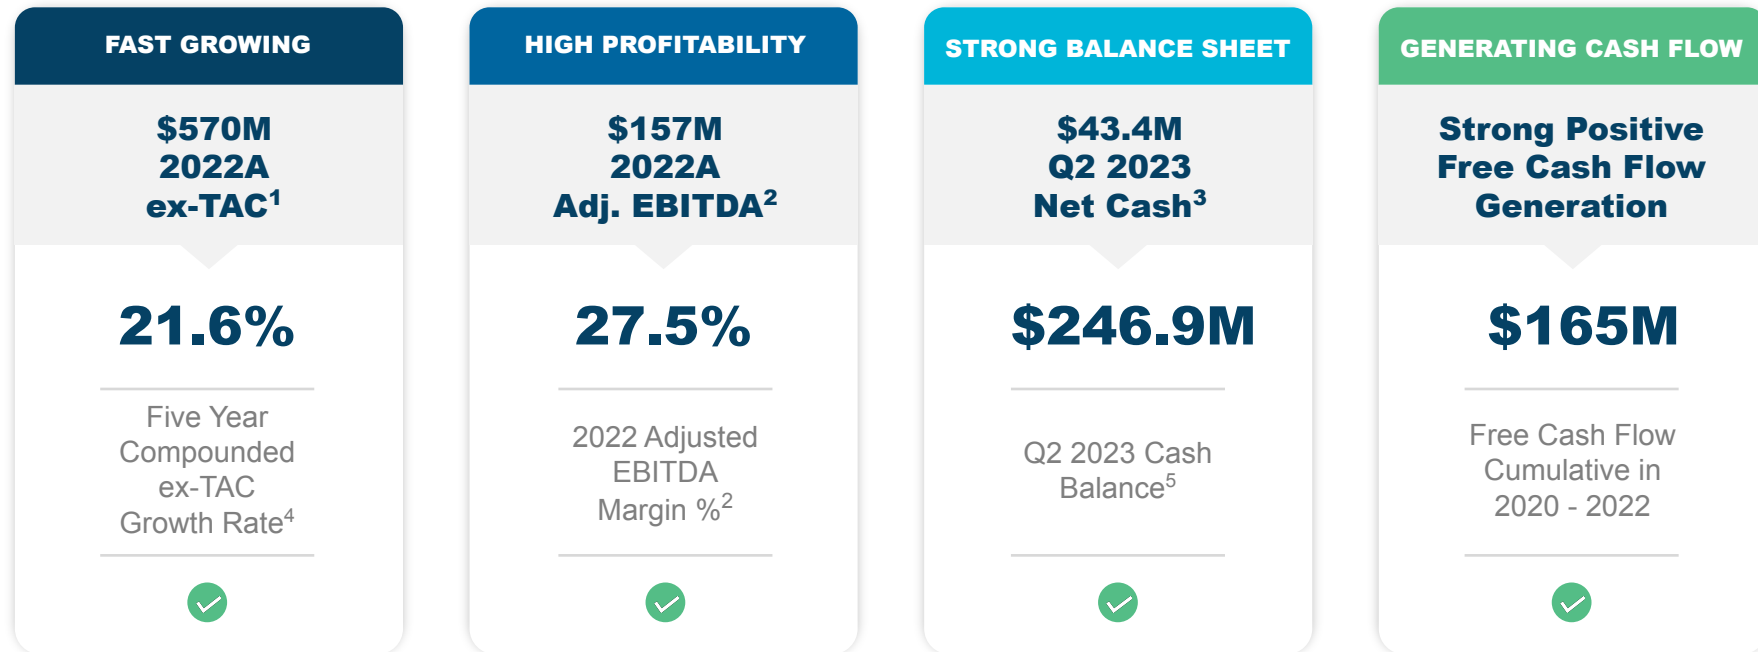 FAST GROWING
$570M
2022A
ex-TAC1
21.6%
Five Year
Compounded
ex-TAC
Growth Rate4
HIGH PROFITABILITY
$157M
2022A
Adj. EBITDA2
27.5%
2022 Adjusted
EBITDA
Margin %2
STRONG BALANCE SHEET
$43.4M
Q2 2023
Net Cash3
$246.9M
Q2 2023 Cash
Balance5
GENERATING CASH FLOW
Strong Positive
Free Cash Flow
Generation
$165M
Free Cash Flow
Cumulative in
2020 - 2022